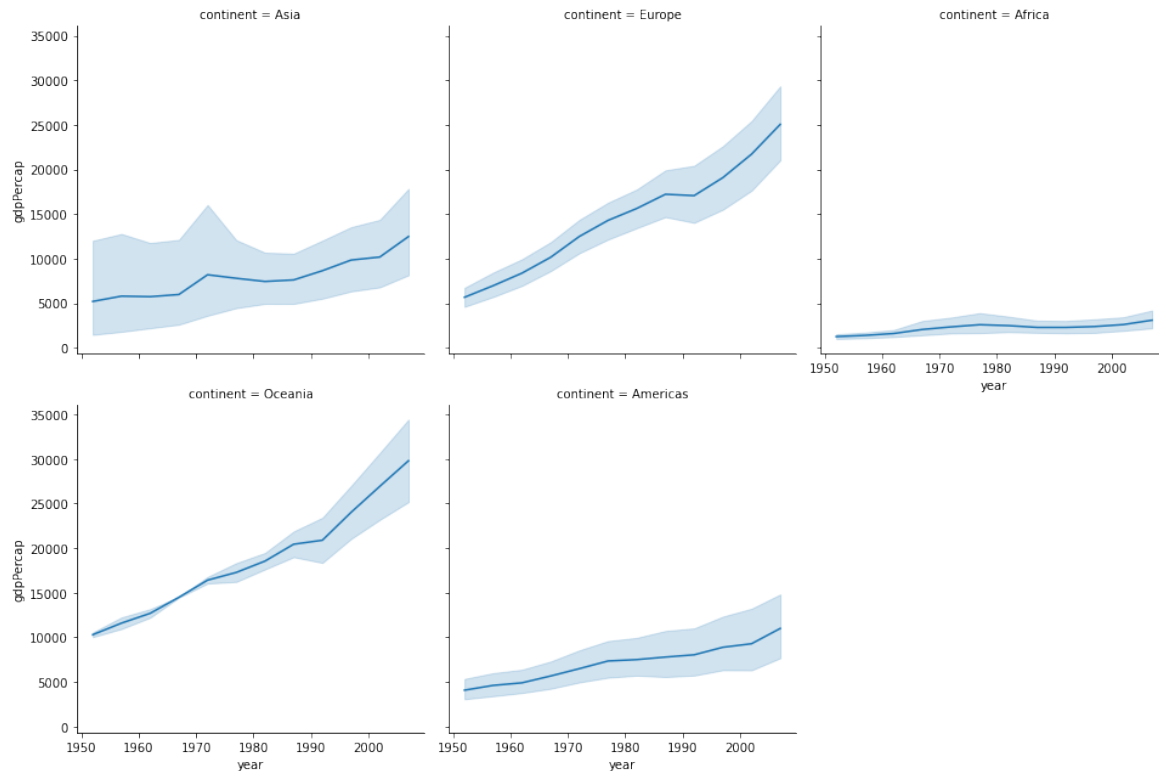 continent = Asia
continent = Europe
continent = Africa
35000
30000
25000
20000
15000
10000
5000
0
gdpPercap
1950 1960 1970 1980 1990 2000
year
continent = Oceania
continent = Americas
35000
30000
25000
20000
15000
10000
5000
0
gdpPercap
1950 1960 1970 1980 1990 2000
year
1950 1960 1970 1980 1990 2000
year